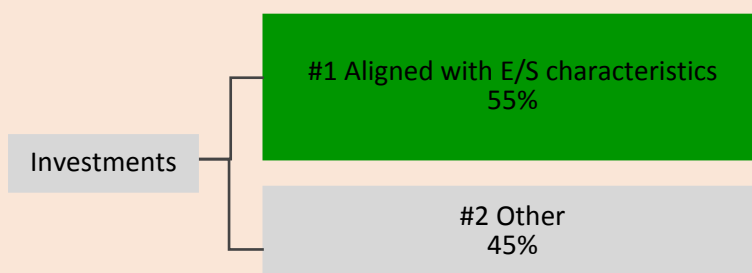 #1 Aligned with E/S characteristics
55%
Investments
#2 Other
45%